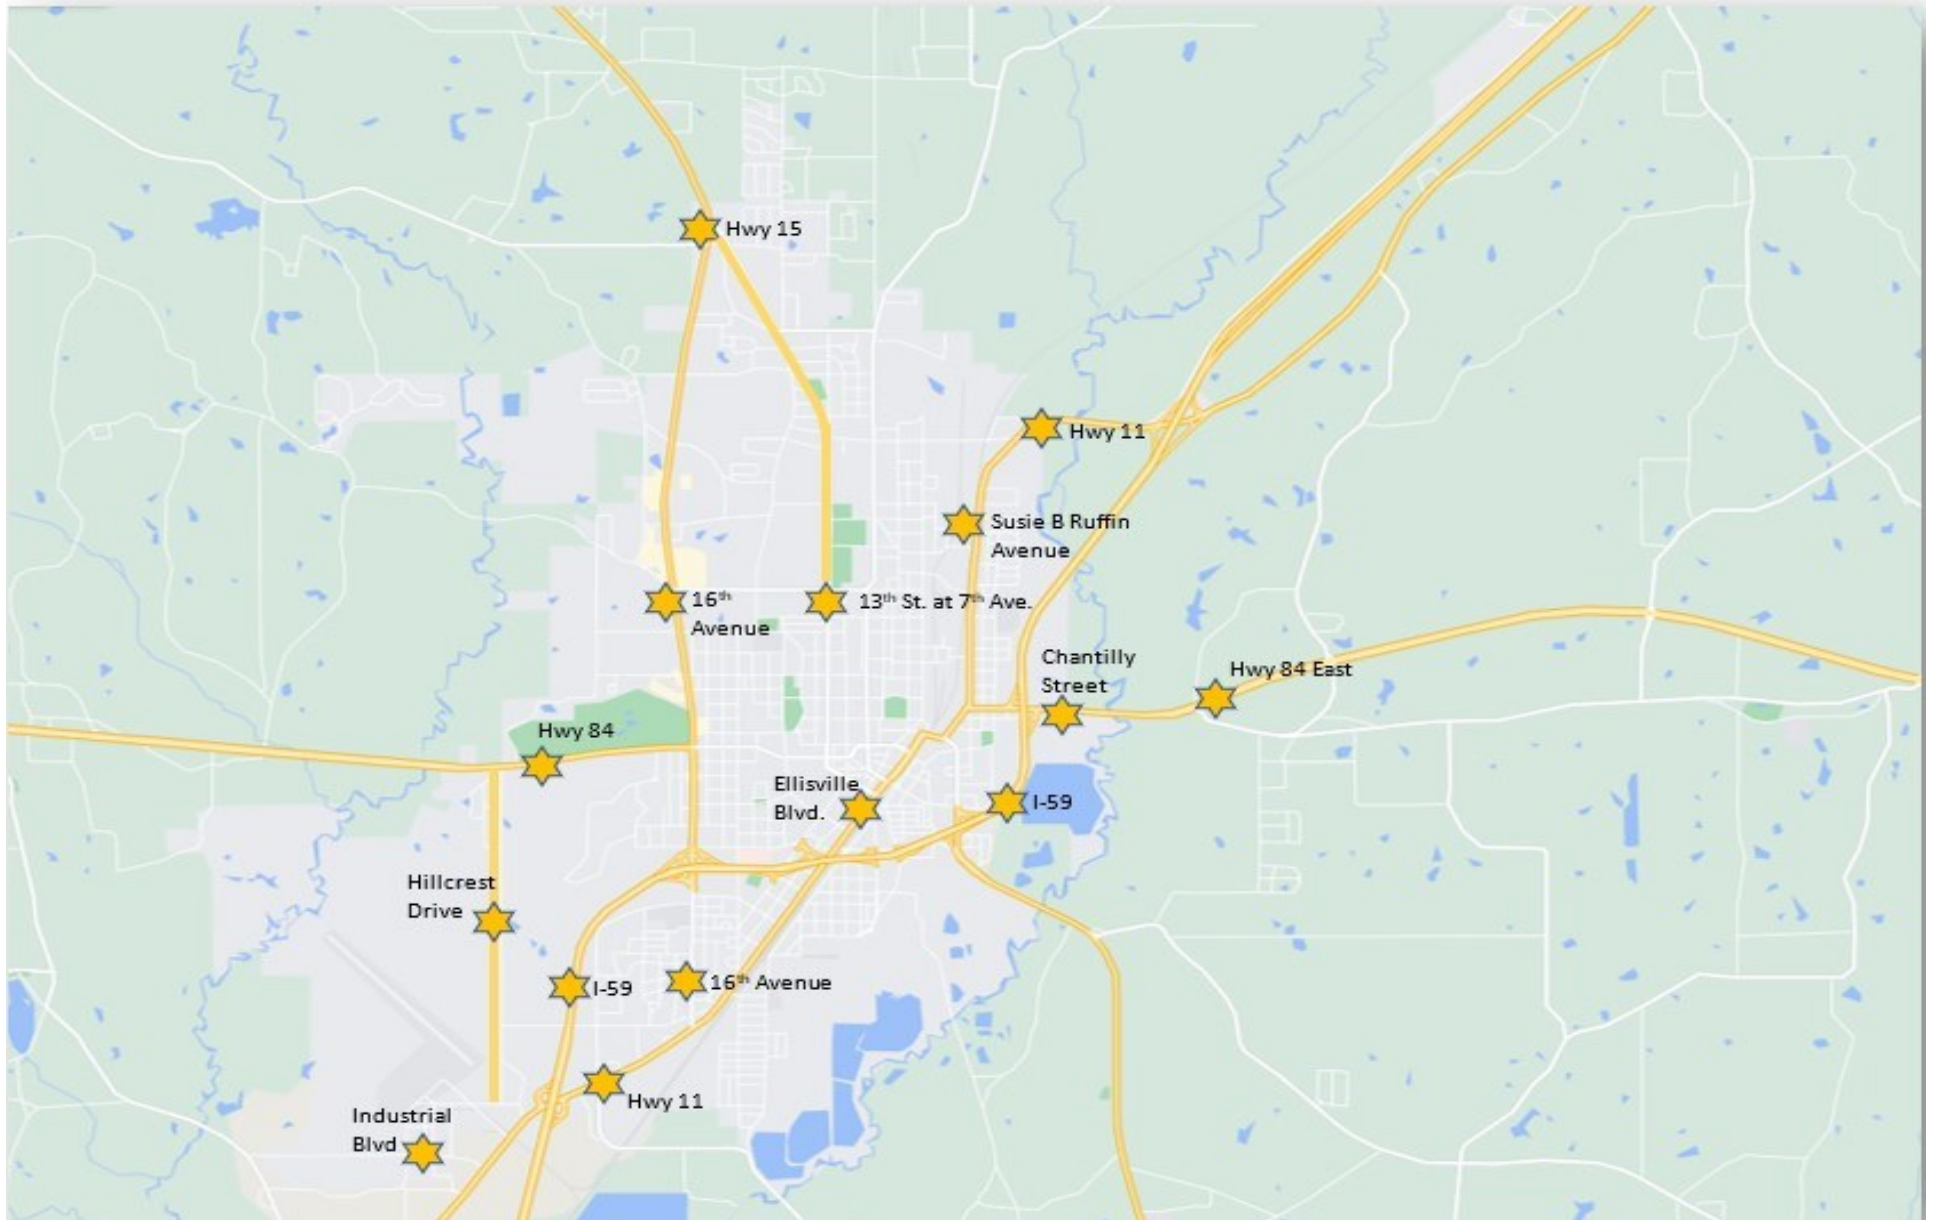 Hwy 15
Hwy 11
Susie B Ruffin
Avenue
16th
Avenue
13th St. at 7th Ave.
Chantilly
Street
Hwy 84 East
Hwy 84
Ellisville
Blvd.
I-59
Hillcrest
Drive
I-59
16th Avenue
Hwy 11
Industrial
Blvd